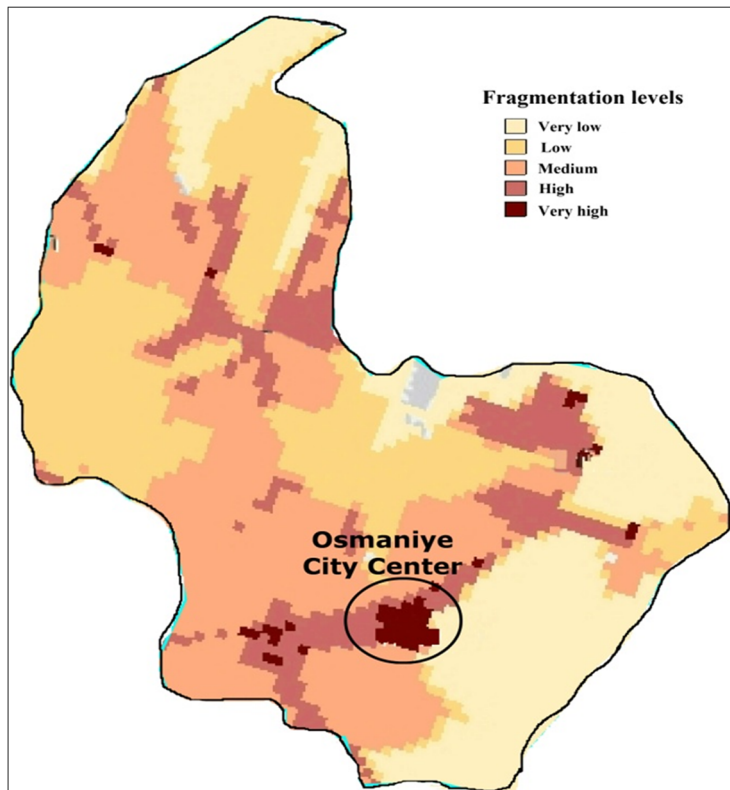 Fragmentation levels
Very low
Low
Medium
High
Very high
Osmaniye
City Center